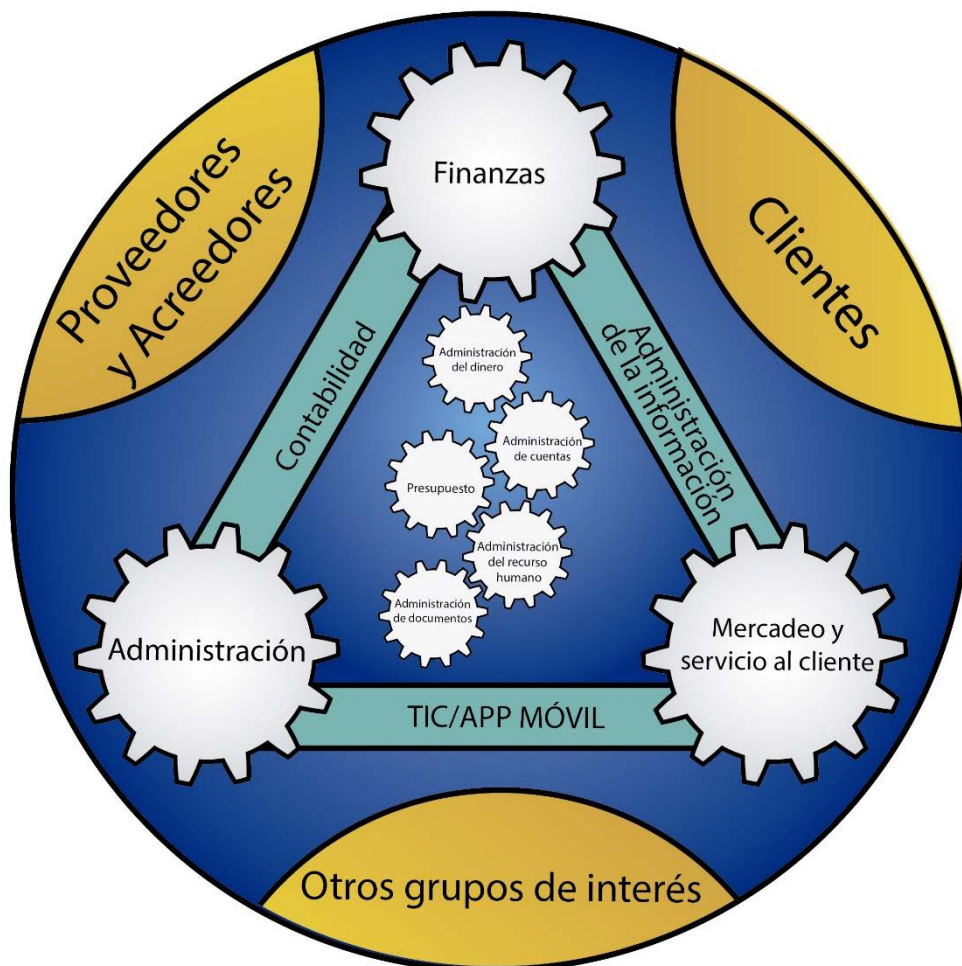 Finanzas
Proveedores
y Acreedores
Clientes
Contabilidad
Administración
de la información
Administración
del dinero
Administración
de cuentas
Presupuesto
Administración
del recurso
humano
Administración
de documentos
Administración
Mercadeo y
servicio al cliente
TIC/APP MÓVIL
Otros grupos de interés